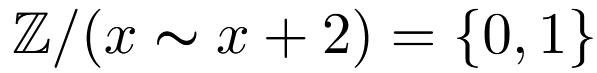 ℤ/(x ∼ x + 2) = {0, 1}